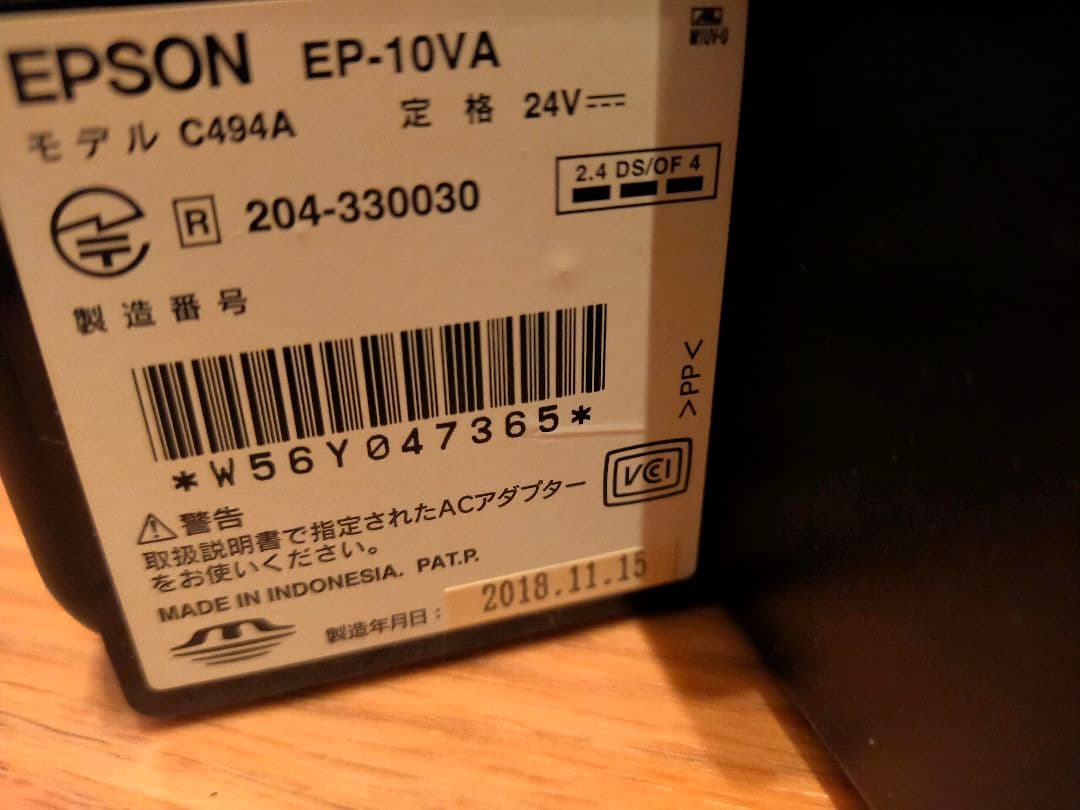 EPSON EP-10VA
モデル C494A 定格 24V⎓
R 204-330030
2.4 DS/OF 4
製造番号
*W56Y047365*
>PP<
VCCI
⚠警告
取扱説明書で指定されたACアダプター
をお使いください。
MADE IN INDONESIA. PAT.P.
製造年月日: 2018.11.15